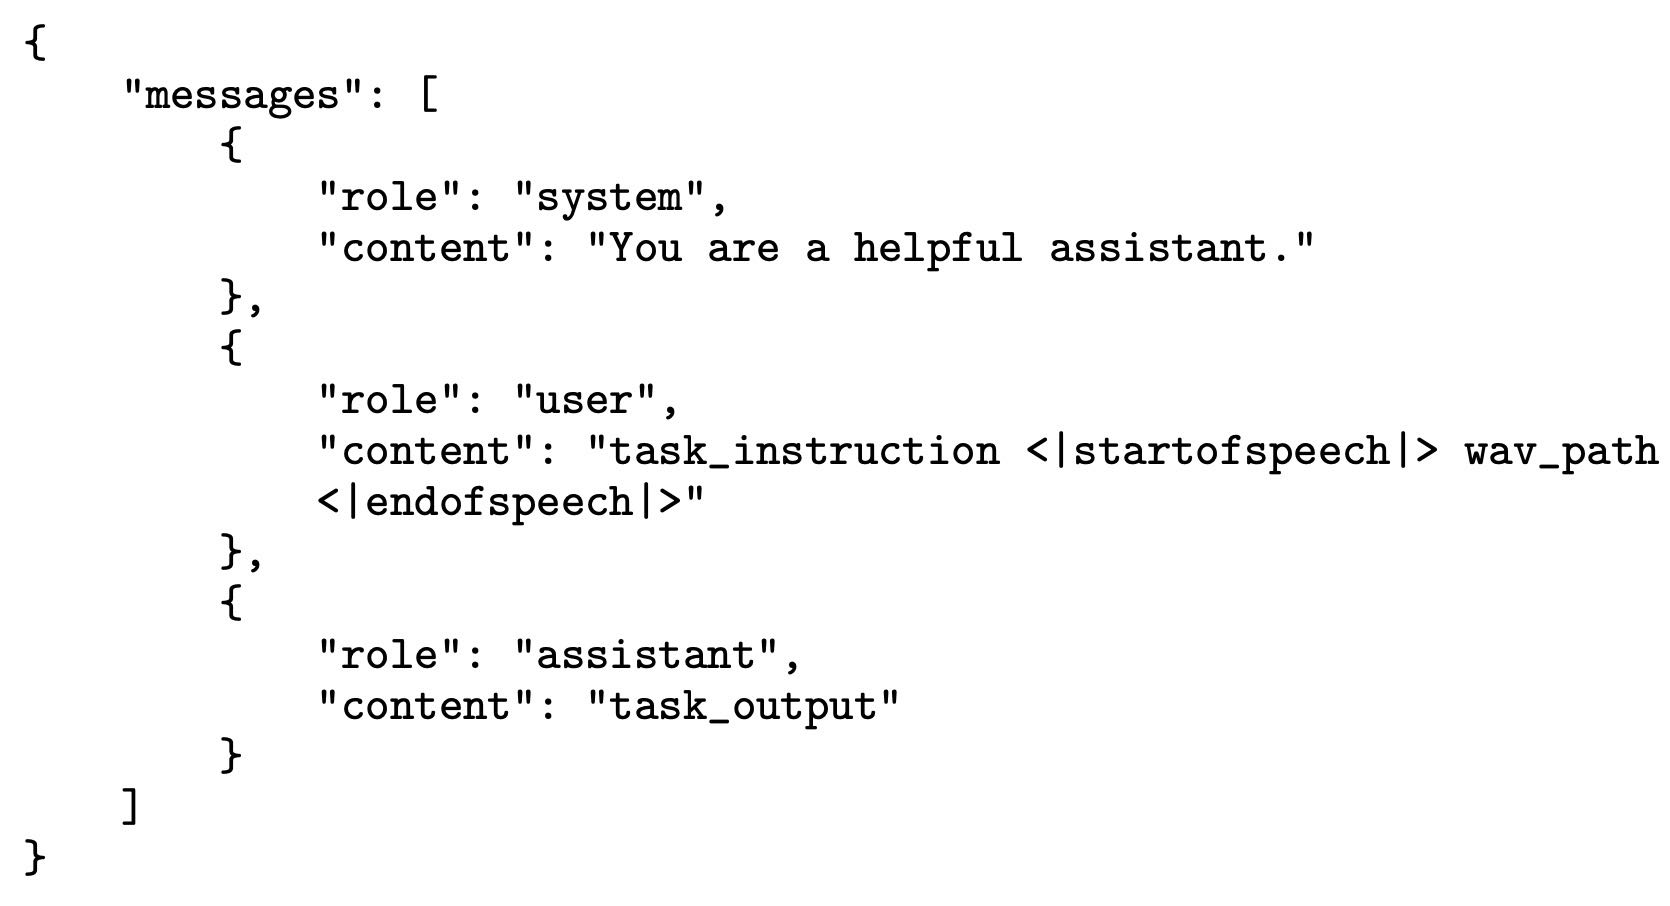 {
"messages": [
{
"role": "system",
"content": "You are a helpful assistant."
},
{
"role": "user",
"content": "task_instruction <|startofspeech|> wav_path
<|endofspeech|>"
},
{
"role": "assistant",
"content": "task_output"
}
]
}